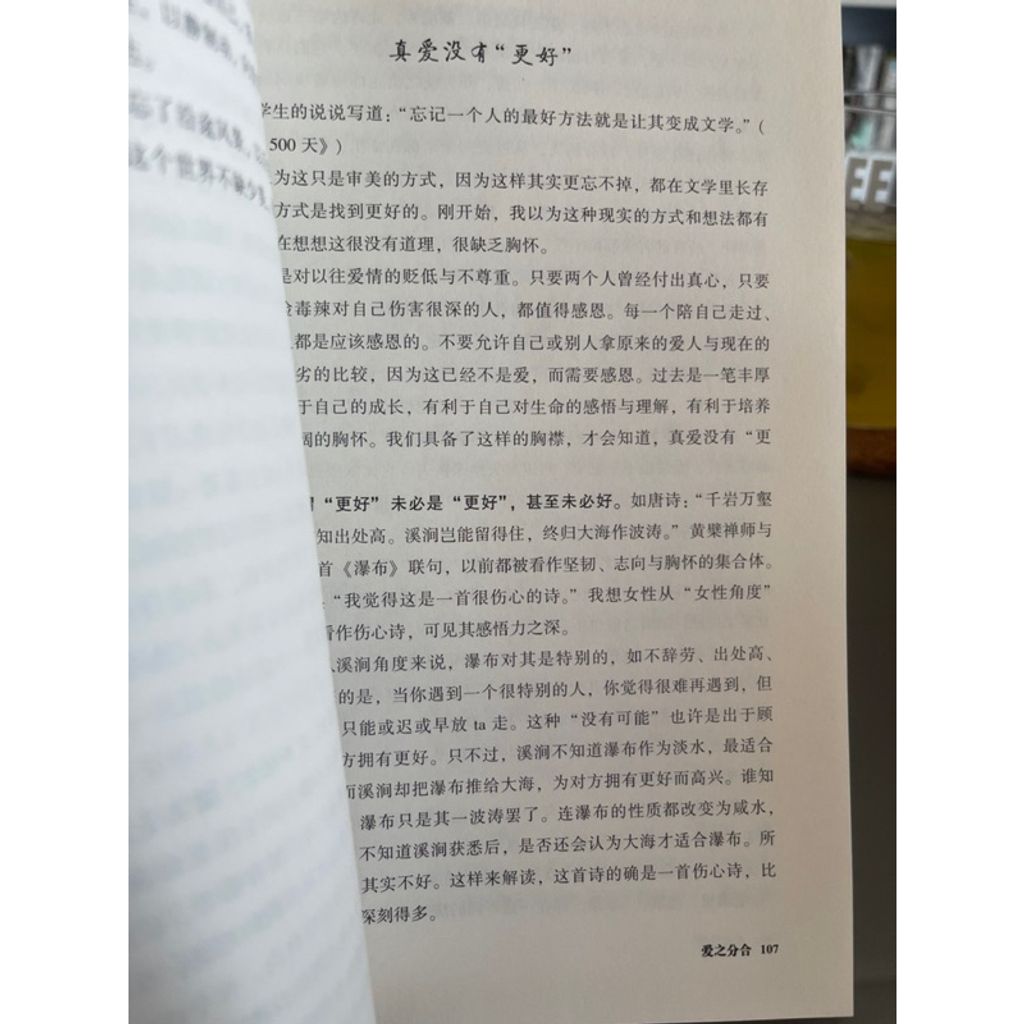 忘了沿途风景,
这个世界不缺少
真爱没有“更好”
学生的说说写道:“忘记一个人的最好方法就是让其变成文学。”(
500 天》)
为这只是审美的方式,因为这样其实更忘不掉,都在文学里长存
方式是找到更好的。刚开始,我以为这种现实的方式和想法都有
在想想这很没有道理,很缺乏胸怀。
是对以往爱情的贬低与不尊重。只要两个人曾经付出真心,只要
毒辣对自己伤害很深的人,都值得感恩。每一个陪自己走过、
都是应该感恩的。不要允许自己或别人拿原来的爱人与现在的
劣的比较,因为这已经不是爱,而需要感恩。过去是一笔丰厚
于自己的成长,有利于自己对生命的感悟与理解,有利于培养
阔的胸怀。我们具备了这样的胸襟,才会知道,真爱没有“更
“更好”未必是“更好”,甚至未必好。如唐诗:“千岩万壑
知出处高。溪涧岂能留得住,终归大海作波涛。”黄檗禅师与
首《瀑布》联句,以前都被看作坚韧、志向与胸怀的集合体。
“我觉得这是一首很伤心的诗。”我想女性从“女性角度”
看作伤心诗,可见其感悟力之深。
溪涧角度来说,瀑布对其是特别的,如不辞劳、出处高、
的是,当你遇到一个很特别的人,你觉得很难再遇到,但
只能或迟或早放 ta 走。这种“没有可能”也许是出于顾
方拥有更好。只不过,溪涧不知道瀑布作为淡水,最适合
而溪涧却把瀑布推给大海,为对方拥有更好而高兴。谁知
瀑布只是其一波涛罢了。连瀑布的性质都改变为咸水,
不知道溪涧获悉后,是否还会认为大海才适合瀑布。所
其实不好。这样来解读,这首诗的确是一首伤心诗,比
深刻得多。
爱之分合 107
EE